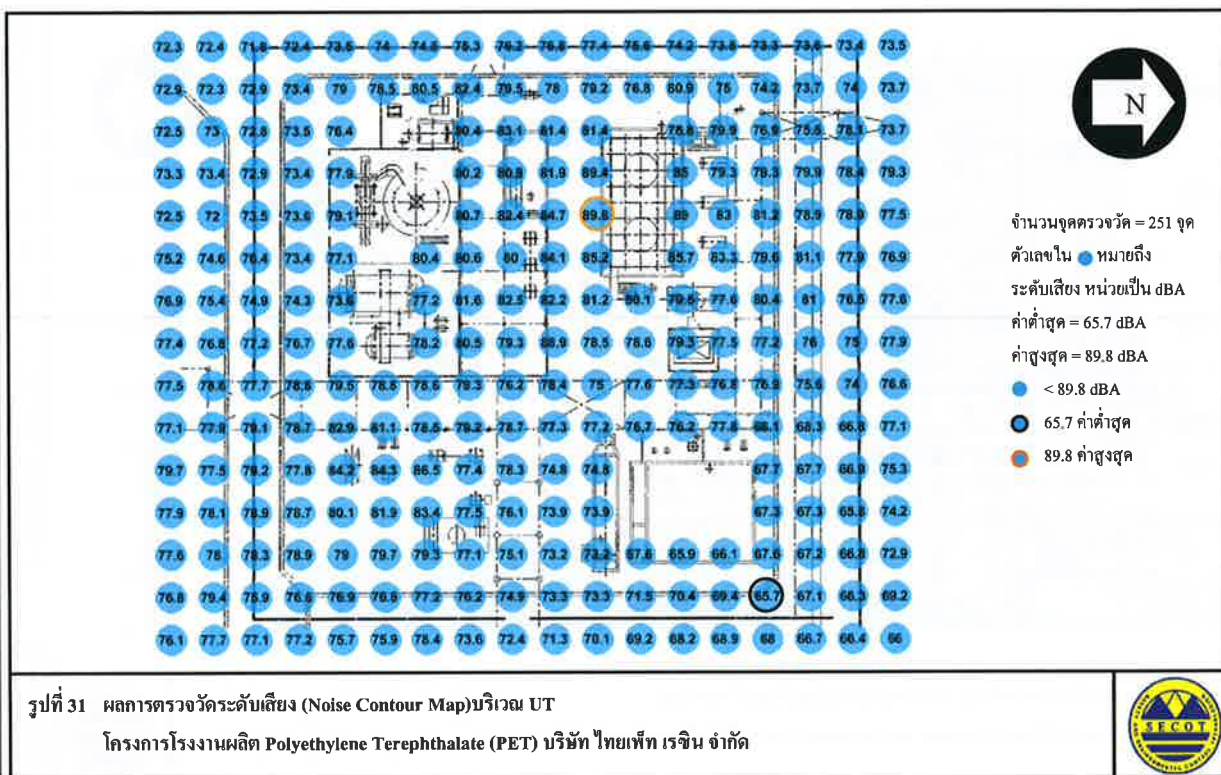 72.3 72.4 71.8 72.4 73.5 74 74.8 75.3 76.2 76.8 77.4 75.6 74.2 73.8 73.3 73.6 73.4 73.5
72.9 72.3 72.9 73.4 79 78.5 80.5 82.4 79.5 78 79.2 76.8 80.9 75 74.2 73.7 74 73.7
72.5 73 72.8 73.5 76.4 80.4 83.1 81.4 81.4 78.8 79.9 76.9 75.5 78.1 73.7
73.3 73.4 72.9 73.4 77.9 80.2 80.8 81.9 89.4 85 79.3 78.3 79.9 78.4 79.3
72.5 72 73.5 73.6 79.1 80.7 82.4 84.7 89.8 89 83 81.2 78.9 78.9 77.5
75.2 74.6 76.4 73.4 77.1 80.4 80.6 80 84.1 85.2 85.7 83.3 79.6 81.1 77.9 76.9
76.9 75.4 74.9 74.3 73.6 77.2 81.6 82.5 82.2 81.2 80.1 79.5 77.6 80.4 81 76.5 77.8
77.4 76.8 77.2 76.7 77.6 78.2 80.5 79.3 88.9 78.5 78.6 79.3 77.5 77.2 76 75 77.9
77.5 78.6 77.7 78.6 79.5 78.8 78.6 79.3 76.2 78.4 75 77.6 77.3 76.8 76.9 75.6 74 76.6
77.1 77.9 79.1 78.7 82.9 81.1 78.5 79.2 78.7 77.3 77.2 76.7 76.2 77.8 68.1 68.3 66.8 77.1
79.7 77.5 79.2 77.8 84.2 84.3 86.5 77.4 78.3 74.8 74.8 67.7 67.7 66.9 75.3
77.9 78.1 78.9 78.7 80.1 81.9 83.4 77.5 76.1 73.9 73.9 67.3 67.3 65.8 74.2
77.6 78 78.3 78.9 79 79.7 79.3 77.1 75.1 73.2 73.2 67.6 65.9 66.1 67.6 67.2 66.8 72.9
76.8 79.4 75.9 76.6 76.9 76.5 77.2 76.2 74.9 73.3 73.3 71.5 70.4 69.4 65.7 67.1 66.3 69.2
76.1 77.7 77.1 77.2 75.7 75.9 78.4 73.6 72.4 71.3 70.1 69.2 68.2 68.9 68 66.7 66.4 66
N
จำนวนจุดตรวจวัด = 251 จุด
ตัวเลขใน หมายถึง
ระดับเสียง หน่วยเป็น dBA
ค่าต่ำสุด = 65.7 dBA
ค่าสูงสุด = 89.8 dBA
< 89.8 dBA
65.7 ค่าต่ำสุด
89.8 ค่าสูงสุด
รูปที่ 31 ผลการตรวจวัดระดับเสียง (Noise Contour Map)บริเวณ UT
โครงการโรงงานผลิต Polyethylene Terephthalate (PET) บริษัท ไทยเพ็ท เรซิน จำกัด
SECOT